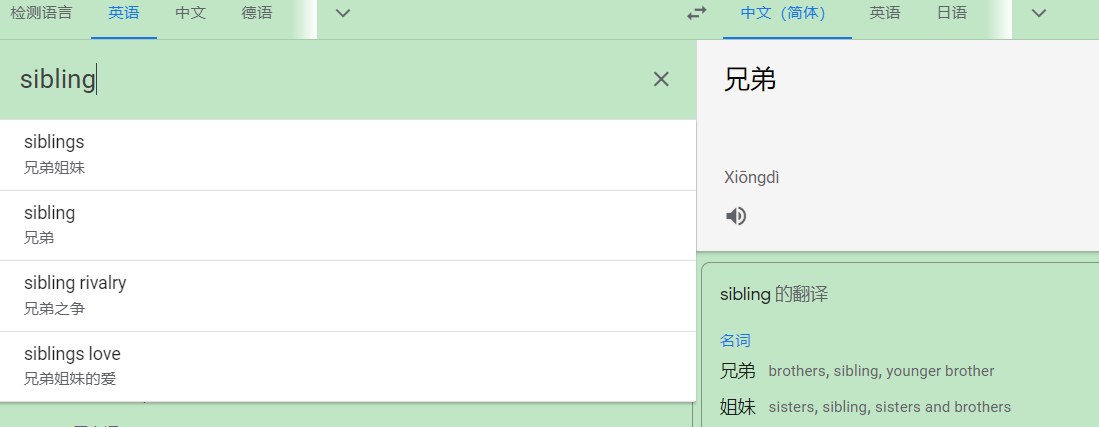 检测语言 英语 中文 德语
中文（简体） 英语 日语
sibling
siblings
兄弟姐妹
sibling
兄弟
sibling rivalry
兄弟之争
siblings love
兄弟姐妹的爱
兄弟
Xiōngdì
sibling 的翻译
名词
兄弟 brothers, sibling, younger brother
姐妹 sisters, sibling, sisters and brothers